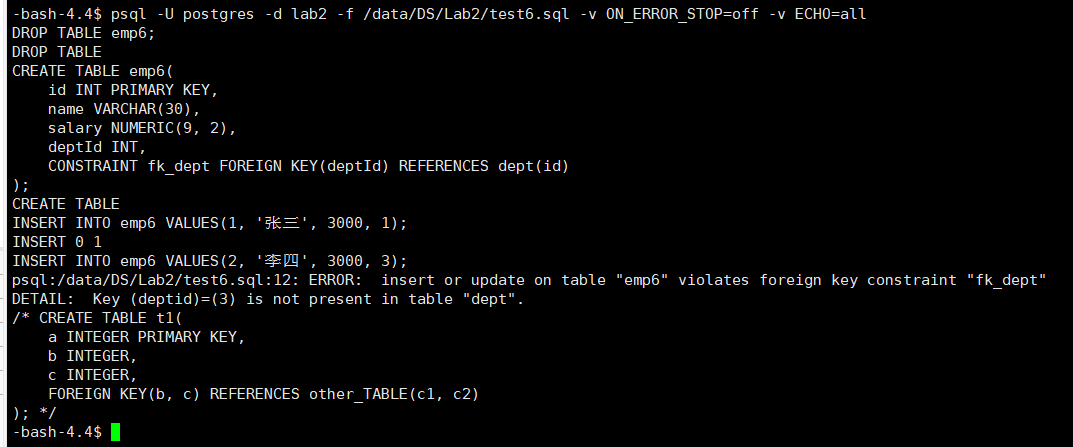 -bash-4.4$ psql -U postgres -d lab2 -f /data/DS/Lab2/test6.sql -v ON_ERROR_STOP=off -v ECHO=all
DROP TABLE emp6;
DROP TABLE
CREATE TABLE emp6(
    id INT PRIMARY KEY,
    name VARCHAR(30),
    salary NUMERIC(9, 2),
    deptId INT,
    CONSTRAINT fk_dept FOREIGN KEY(deptId) REFERENCES dept(id)
);
CREATE TABLE
INSERT INTO emp6 VALUES(1, '张三', 3000, 1);
INSERT 0 1
INSERT INTO emp6 VALUES(2, '李四', 3000, 3);
psql:/data/DS/Lab2/test6.sql:12: ERROR:  insert or update on table "emp6" violates foreign key constraint "fk_dept"
DETAIL:  Key (deptid)=(3) is not present in table "dept".
/* CREATE TABLE t1(
    a INTEGER PRIMARY KEY,
    b INTEGER,
    c INTEGER,
    FOREIGN KEY(b, c) REFERENCES other_TABLE(c1, c2)
); */
-bash-4.4$